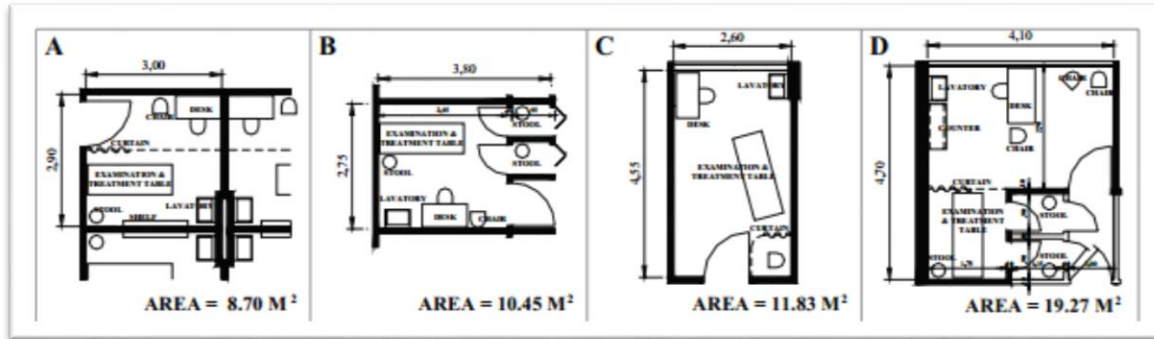 A
3,00
2,90
CHAIR
DESK
CURTAIN
EXAMINATION &
TREATMENT TABLE
STOOL
SHELF
LAVATORY
AREA = 8.70 M²
B
3,80
2,75
EXAMINATION &
TREATMENT TABLE
STOOL
STOOL
STOOL
LAVATORY
DESK
CHAIR
AREA = 10.45 M²
C
2,60
4,55
LAVATORY
DESK
EXAMINATION &
TREATMENT TABLE
CURTAIN
AREA = 11.83 M²
D
4,10
4,70
CHAIR
CHAIR
LAVATORY
DESK
COUNTER
CHAIR
CURTAIN
EXAMINATION
& TREATMENT
TABLE
STOOL
STOOL
STOOL
AREA = 19.27 M²